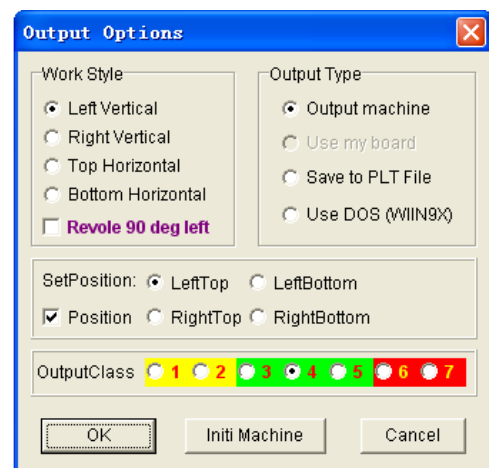 Output Options
Work Style
Left Vertical
Right Vertical
Top Horizontal
Bottom Horizontal
Revole 90 deg left
Output Type
Output machine
Use my board
Save to PLT File
Use DOS (WIIN9X)
SetPosition: LeftTop LeftBottom
Position RightTop RightBottom
OutputClass 1 2 3 4 5 6 7
OK Initi Machine Cancel